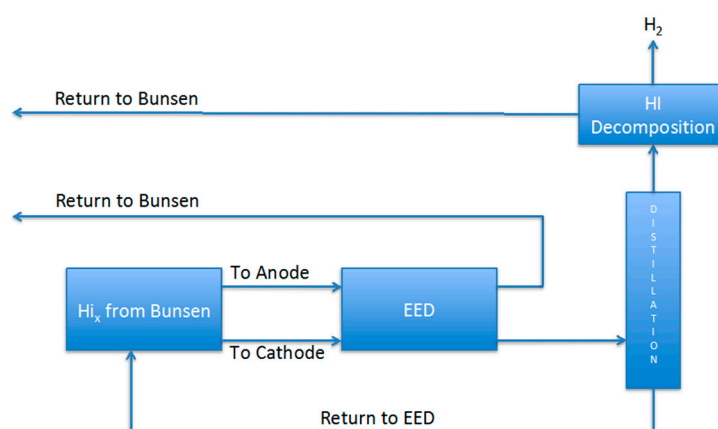 H₂
Return to Bunsen
HI
Decomposition
Return to Bunsen
DISTILLATION
To Anode
Hiₓ from Bunsen
EED
To Cathode
Return to EED